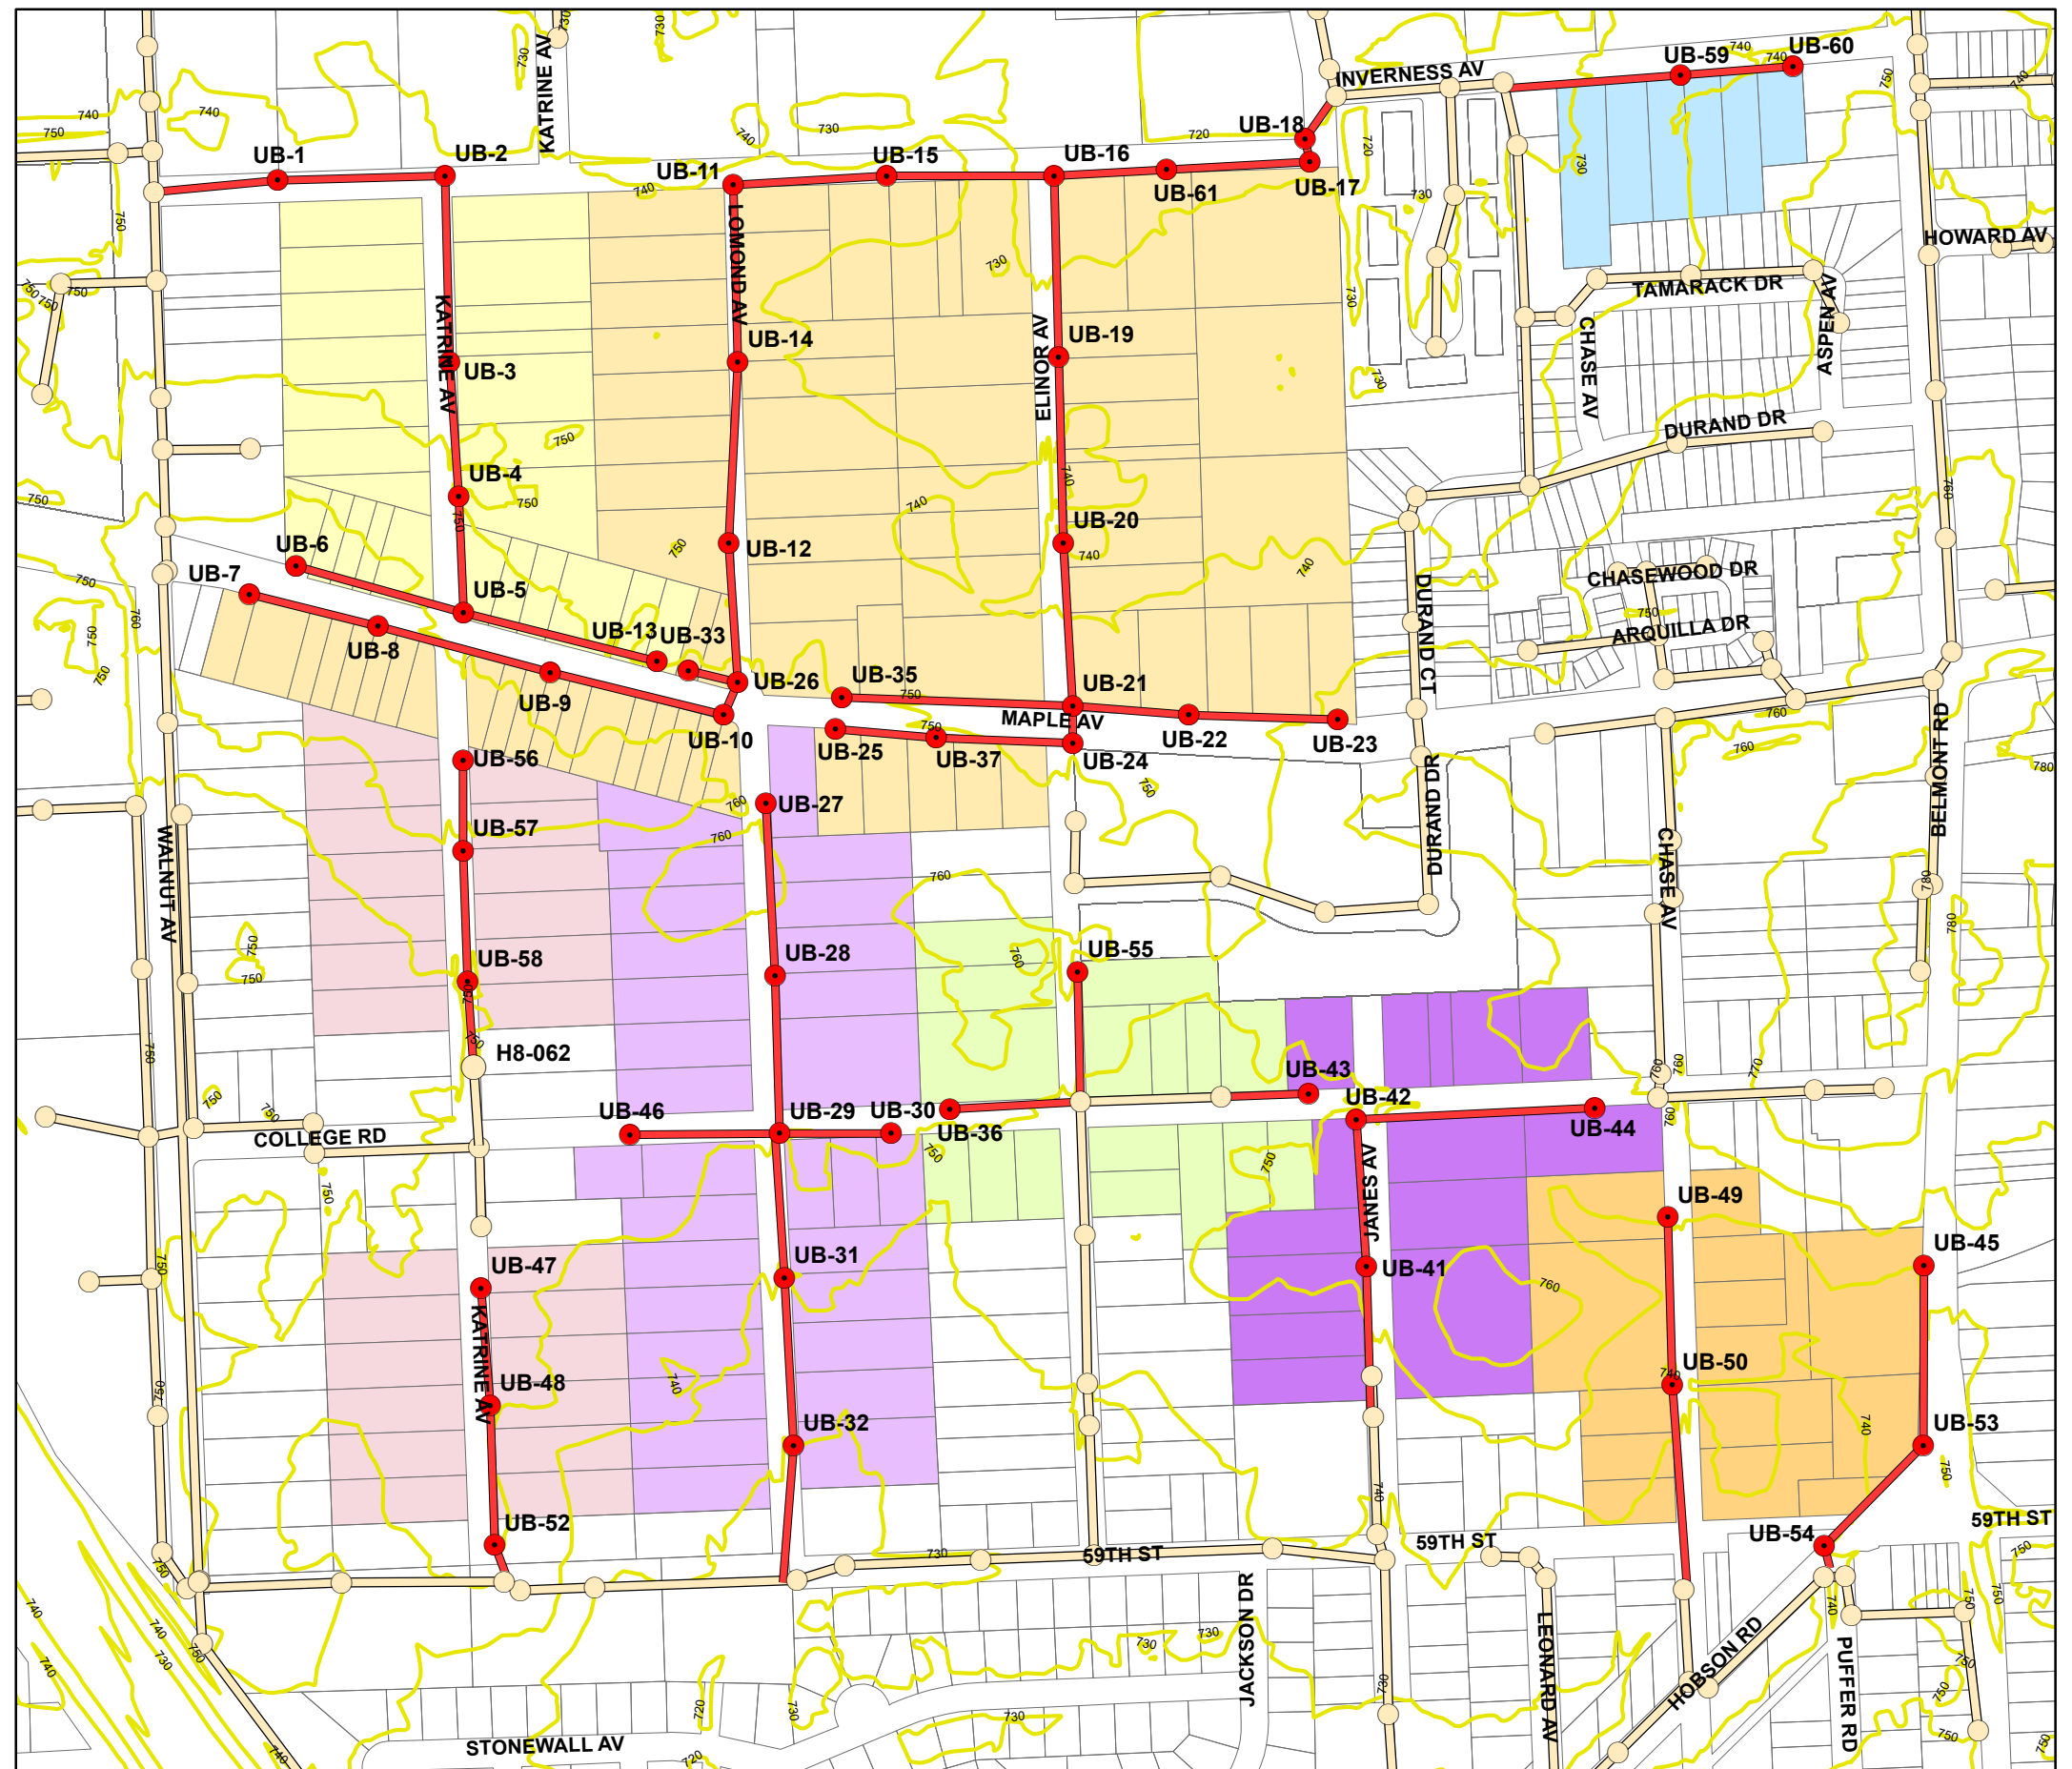 KATRINE AV
INVERNESS AV
UB-59
UB-60
UB-1
UB-2
UB-11
UB-15
UB-16
UB-61
UB-18
UB-17
HOWARD AV
TAMARACK DR
CHASE AV
ASPEN AV
LOMOND AV
KATRINE AV
ELINOR AV
UB-14
UB-19
UB-3
DURAND DR
UB-4
UB-6
UB-7
UB-5
UB-12
UB-20
CHASEWOOD DR
ARQUILLA DR
DURAND CT
UB-8
UB-13
UB-33
UB-9
UB-26
UB-35
UB-21
MAPLE AV
UB-10
UB-25
UB-37
UB-24
UB-22
UB-23
BELMONT RD
UB-56
UB-27
DURAND DR
UB-57
WALNUT AV
CHASE AV
UB-58
UB-28
UB-55
H8-062
UB-43
UB-46
UB-29
UB-30
UB-36
UB-42
UB-44
COLLEGE RD
JANES AV
UB-49
UB-47
UB-31
UB-41
UB-45
KATRINE AV
UB-48
UB-50
UB-32
UB-53
UB-52
59TH ST
59TH ST
UB-54
59TH ST
JACKSON DR
LEONARD AV
HOBSON RD
PUFFER RD
STONEWALL AV
730
740
750
760
720
770
780